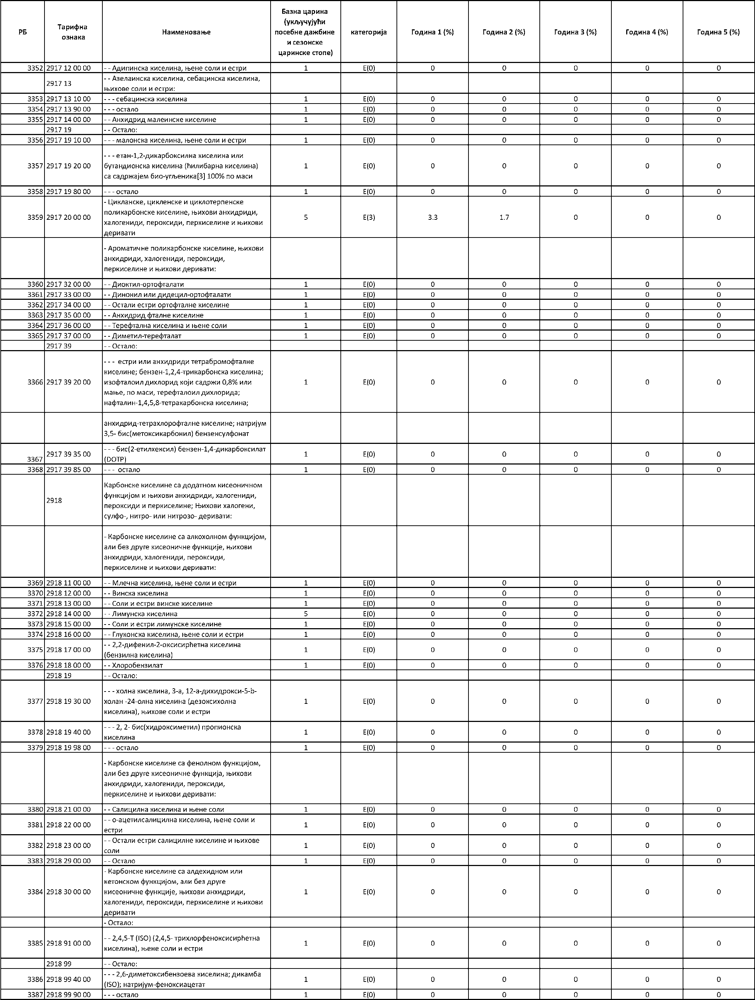 РБ Тарифна ознака Наименовање Базна царина (укључујући посебне дажбине и сезонске царинске стопе) категорија Година 1 (%) Година 2 (%) Година 3 (%) Година 4 (%) Година 5 (%)
3352 2917 12 00 00 - - Адипинска киселина, њене соли и естри 1 E(0) 0 0 0 0 0
2917 13 - - Азелаинска киселина, себацинска киселина,
њихове соли и естри:
3353 2917 13 10 00 - - - себацинска киселина 1 E(0) 0 0 0 0 0
3354 2917 13 90 00 - - - остало 1 E(0) 0 0 0 0 0
3355 2917 14 00 00 - - Анхидрид малеинске киселине 1 E(0) 0 0 0 0 0
2917 19 - - Остало:
3356 2917 19 10 00 - - - малонска киселина, њене соли и естри 1 E(0) 0 0 0 0 0
- - - етан-1,2-дикарбоксилна киселина или
3357 2917 19 20 00 бутандионска киселина (ћилибарна киселина) 1 E(0) 0 0 0 0 0
са садржајем био-угљеника[3] 100% по маси
3358 2917 19 80 00 - - - остало 1 E(0) 0 0 0 0 0
- Цикланске, цикленске и циклотерпенске
поликарбонске киселине, њихови анхидриди,
3359 2917 20 00 00 халогениди, пероксиди, перкиселине и њихови 5 E(3) 3.3 1.7 0 0 0
деривати
- Ароматичне поликарбонске киселине, њихови
анхидриди, халогениди, пероксиди,
перкиселине и њихови деривати:
3360 2917 32 00 00 - - Диоктил-ортофталати 1 E(0) 0 0 0 0 0
3361 2917 33 00 00 - - Динонил или дидецил-ортофталати 1 E(0) 0 0 0 0 0
3362 2917 34 00 00 - - Остали естри ортофталне киселине 1 E(0) 0 0 0 0 0
3363 2917 35 00 00 - - Анхидрид фталне киселине 1 E(0) 0 0 0 0 0
3364 2917 36 00 00 - - Терефтална киселина и њене соли 1 E(0) 0 0 0 0 0
3365 2917 37 00 00 - - Диметил-терефталат 1 E(0) 0 0 0 0 0
2917 39 - - Остало:
- - - естри или анхидриди тетрабромофталне
киселине; бензен-1,2,4-трикарбонска киселина;
3366 2917 39 20 00 изофталоил дихлорид који садржи 0,8% или 1 E(0) 0 0 0 0 0
мање, по маси, терефталоил дихлорида;
нафталин-1,4,5,8-тетракарбонска киселина;
анхидрид-тетрахлорофталне киселине; натријум
3,5- бис(метоксикарбонил) бензенсулфонат
3367 2917 39 35 00 - - - бис(2-етилхексил) бензен-1,4-дикарбоксилат 1 E(0) 0 0 0 0 0
(DOTP)
3368 2917 39 85 00 - - - остало 1 E(0) 0 0 0 0 0
Карбонске киселине са додатном кисеоничном
2918 функцијом и њихови анхидриди, халогениди,
пероксиди и перкиселине; Њихови халогени,
сулфо-, нитро- или нитрозо- деривати:
- Карбонске киселине са алкохолном функцијом,
али без друге кисеоничне функције, њихови
анхидриди, халогениди, пероксиди,
перкиселине и њихови деривати:
3369 2918 11 00 00 - - Млечна киселина, њене соли и естри 1 E(0) 0 0 0 0 0
3370 2918 12 00 00 - - Винска киселина 1 E(0) 0 0 0 0 0
3371 2918 13 00 00 - - Соли и естри винске киселине 1 E(0) 0 0 0 0 0
3372 2918 14 00 00 - - Лимунска киселина 5 E(0) 0 0 0 0 0
3373 2918 15 00 00 - - Соли и естри лимунске киселине 1 E(0) 0 0 0 0 0
3374 2918 16 00 00 - - Глуконска киселина, њене соли и естри 1 E(0) 0 0 0 0 0
3375 2918 17 00 00 - - 2,2-дифенил-2-оксисирћетна киселина 1 E(0) 0 0 0 0 0
(бензилна киселина)
3376 2918 18 00 00 - - Хлоробензилат 1 E(0) 0 0 0 0 0
2918 19 - - Остало:
- - - холна киселина, 3-a, 12-a-дихидрокси-5-b-
3377 2918 19 30 00 холан -24-олна киселина (дезоксихолна 1 E(0) 0 0 0 0 0
киселина), њихове соли и естри
3378 2918 19 40 00 - - - 2, 2- бис(хидроксиметил) пропионска 1 E(0) 0 0 0 0 0
киселина
3379 2918 19 98 00 - - - остало 1 E(0) 0 0 0 0 0
- Карбонске киселине са фенолном функцијом,
али без друге кисеоничне функција, њихови
анхидриди, халогениди, пероксиди,
перкиселине и њихови деривати:
3380 2918 21 00 00 - - Салицилна киселина и њене соли 1 E(0) 0 0 0 0 0
3381 2918 22 00 00 - - о-ацетилсалицилна киселина, њене соли и 1 E(0) 0 0 0 0 0
естри
3382 2918 23 00 00 - - Остали естри салицилне киселине и њихове 1 E(0) 0 0 0 0 0
соли
3383 2918 29 00 00 - - Остало 1 E(0) 0 0 0 0 0
- Карбонске киселине са алдехидном или
кетонском функцијом, али без друге
3384 2918 30 00 00 кисеоничне функције, њихови анхидриди, 1 E(0) 0 0 0 0 0
халогениди, пероксиди, перкиселине и њихови
деривати
- Остало:
3385 2918 91 00 00 - - 2,4,5-T (ISO) (2,4,5- трихлорфеноксисирћетна 1 E(0) 0 0 0 0 0
киселина), њене соли и естри
2918 99 - - Остало:
3386 2918 99 40 00 - - - 2,6-диметоксибензоева киселина; дикамба 1 E(0) 0 0 0 0 0
(ISO); натријум-феноксиацетат
3387 2918 99 90 00 - - - остало 1 E(0) 0 0 0 0 0